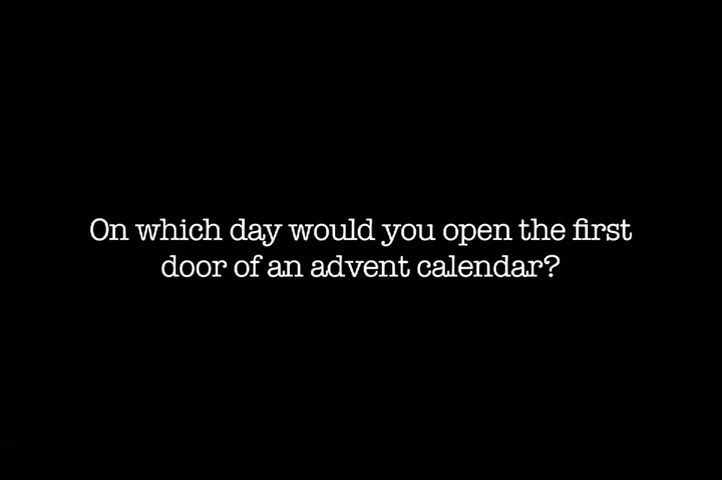 On which day would you open the first
door of an advent calendar?